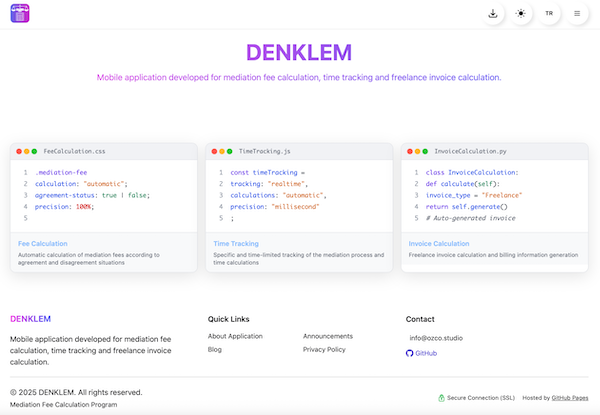 TR
DENKLEM
Mobile application developed for mediation fee calculation, time tracking and freelance invoice calculation.
FeeCalculation.css
1 .mediation-fee
2 calculation: "automatic";
3 agreement-status: true | false;
4 precision: 100%;
5
Fee Calculation
Automatic calculation of mediation fees according to
agreement and disagreement situations
TimeTracking.js
1 const timeTracking =
2 tracking: "realtime",
3 calculations: "automatic",
4 precision: "millisecond"
5 ;
Time Tracking
Specific and time-limited tracking of the mediation process and
time calculations
InvoiceCalculation.py
1 class InvoiceCalculation:
2 def calculate(self):
3 invoice_type = "Freelance"
4 return self.generate()
5 # Auto-generated invoice
Invoice Calculation
Freelance invoice calculation and billing information generation
DENKLEM
Mobile application developed for mediation fee
calculation, time tracking and freelance invoice
calculation.
Quick Links
About Application
Announcements
Blog
Privacy Policy
Contact
info@ozco.studio
GitHub
© 2025 DENKLEM. All rights reserved.
Mediation Fee Calculation Program
Secure Connection (SSL)
Hosted by GitHub Pages